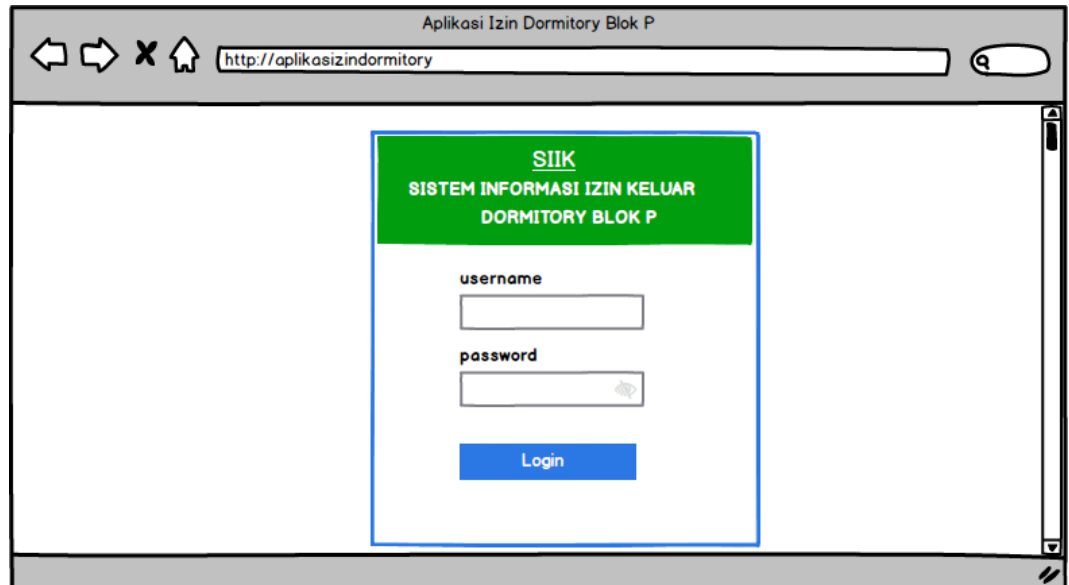 Aplikasi Izin Dormitory Blok P
http://aplikasizindormitory
SIIK
SISTEM INFORMASI IZIN KELUAR
DORMITORY BLOK P
username
password
Login